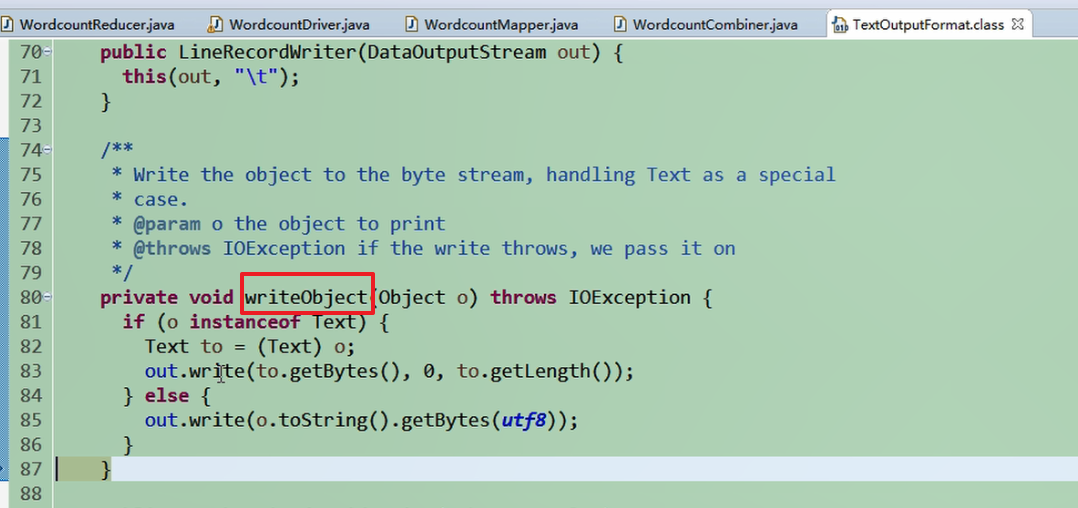 WordcountReducer.java WordcountDriver.java WordcountMapper.java WordcountCombiner.java TextOutputFormat.class
70 public LineRecordWriter(DataOutputStream out) {
71 this(out, "\t");
72 }
73
74 /**
75 * Write the object to the byte stream, handling Text as a special
76 * case.
77 * @param o the object to print
78 * @throws IOException if the write throws, we pass it on
79 */
80 private void writeObject(Object o) throws IOException {
81 if (o instanceof Text) {
82 Text to = (Text) o;
83 out.write(to.getBytes(), 0, to.getLength());
84 } else {
85 out.write(o.toString().getBytes(utf8));
86 }
87 }
88